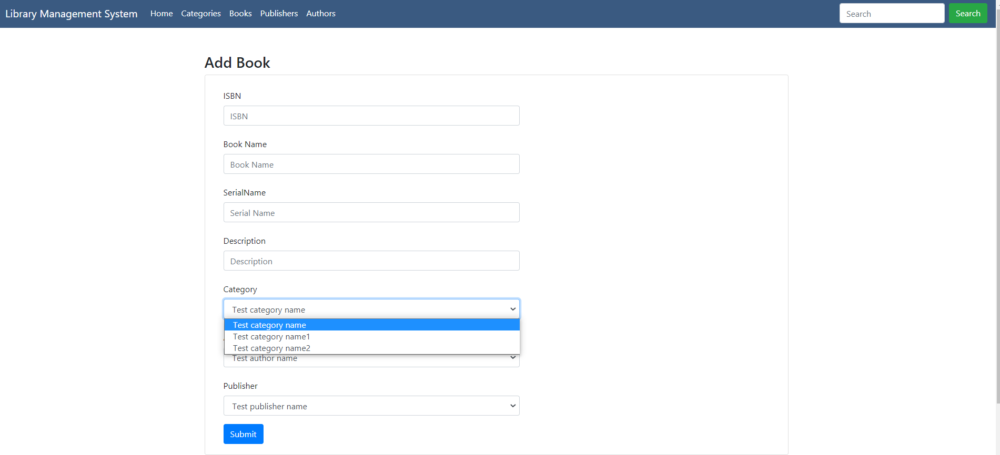 Library Management System Home Categories Books Publishers Authors Search Search
Add Book
ISBN
ISBN
Book Name
Book Name
SerialName
Serial Name
Description
Description
Category
Test category name
Test category name
Test category name1
Test category name2
Test author name
Publisher
Test publisher name
Submit